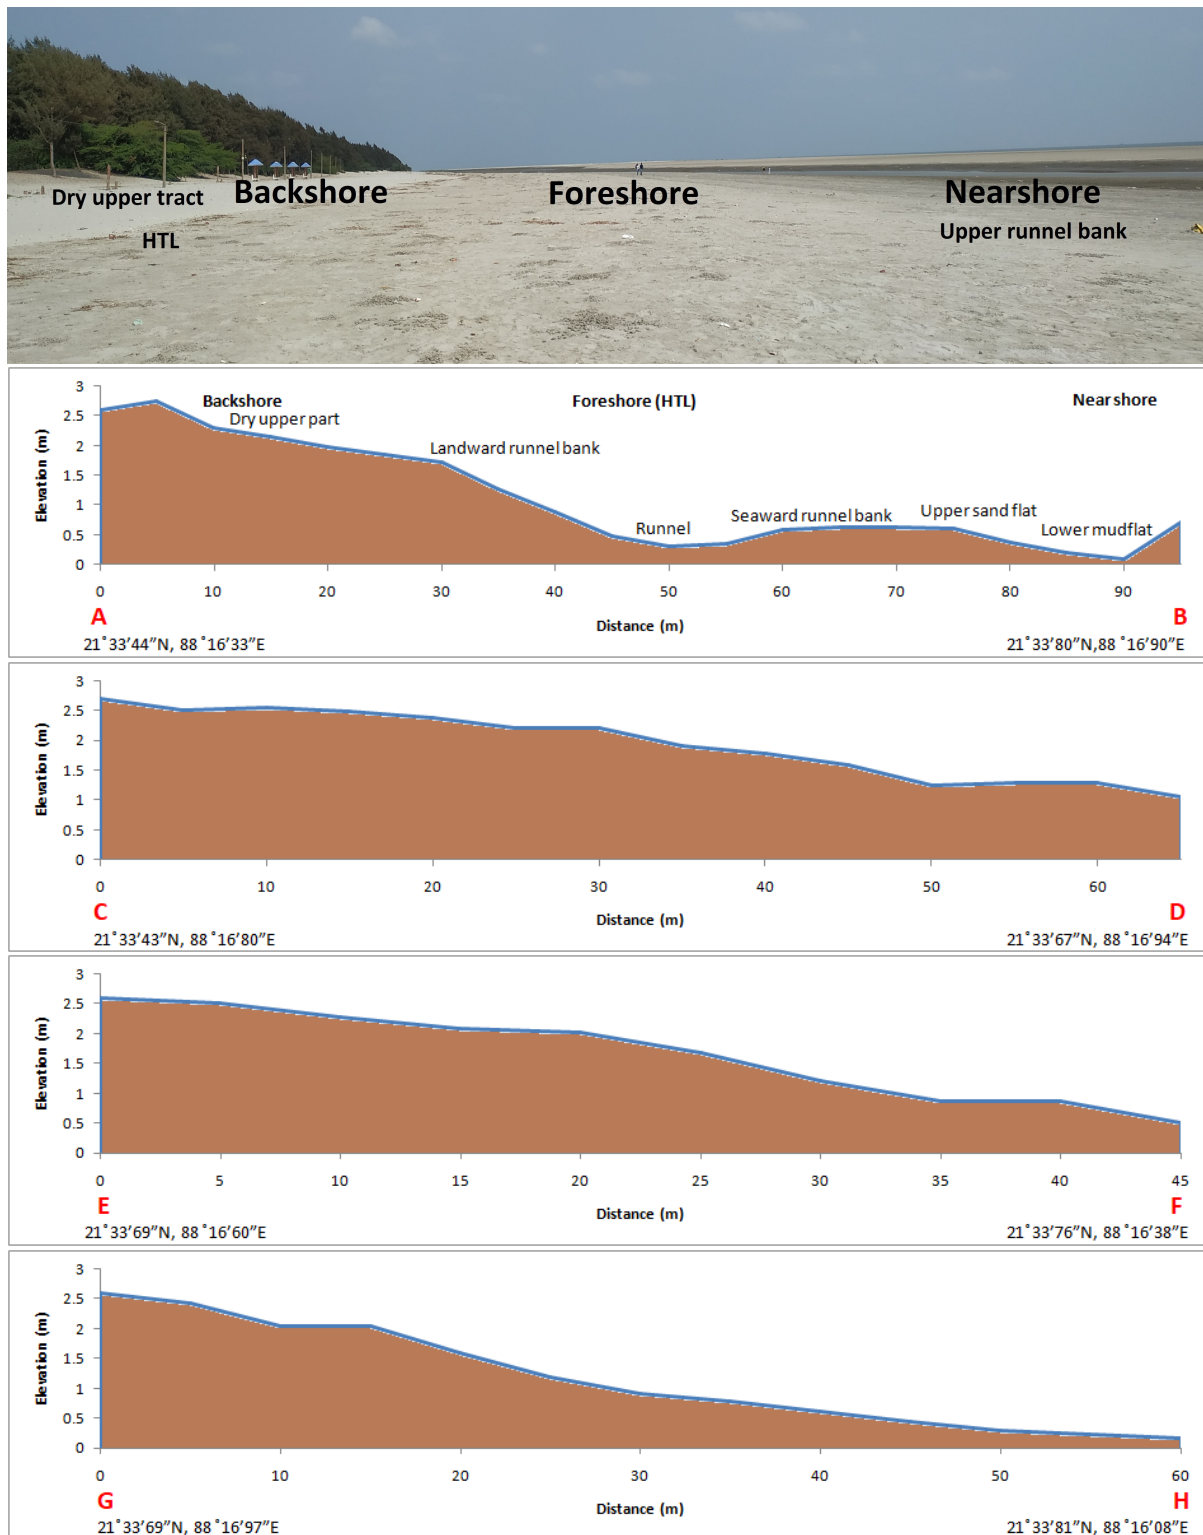 Dry upper tract
Backshore
Foreshore
Nearshore
HTL
Upper runnel bank
Elevation (m)
3
2.5
2
1.5
1
0.5
0
Backshore
Foreshore (HTL)
Near shore
Dry upper part
Landward runnel bank
Runnel
Seaward runnel bank
Upper sand flat
Lower mudflat
0 10 20 30 40 50 60 70 80 90
A
Distance (m)
B
21˚33′44″N, 88˚16′33″E
21˚33′80″N,88˚16′90″E
Elevation (m)
3
2.5
2
1.5
1
0.5
0
0 10 20 30 40 50 60
C
Distance (m)
D
21˚33′43″N, 88˚16′80″E
21˚33′67″N, 88˚16′94″E
Elevation (m)
3
2.5
2
1.5
1
0.5
0
0 5 10 15 20 25 30 35 40 45
E
Distance (m)
F
21˚33′69″N, 88˚16′60″E
21˚33′76″N, 88˚16′38″E
Elevation (m)
3
2.5
2
1.5
1
0.5
0
0 10 20 30 40 50 60
G
Distance (m)
H
21˚33′69″N, 88˚16′97″E
21˚33′81″N, 88˚16′08″E